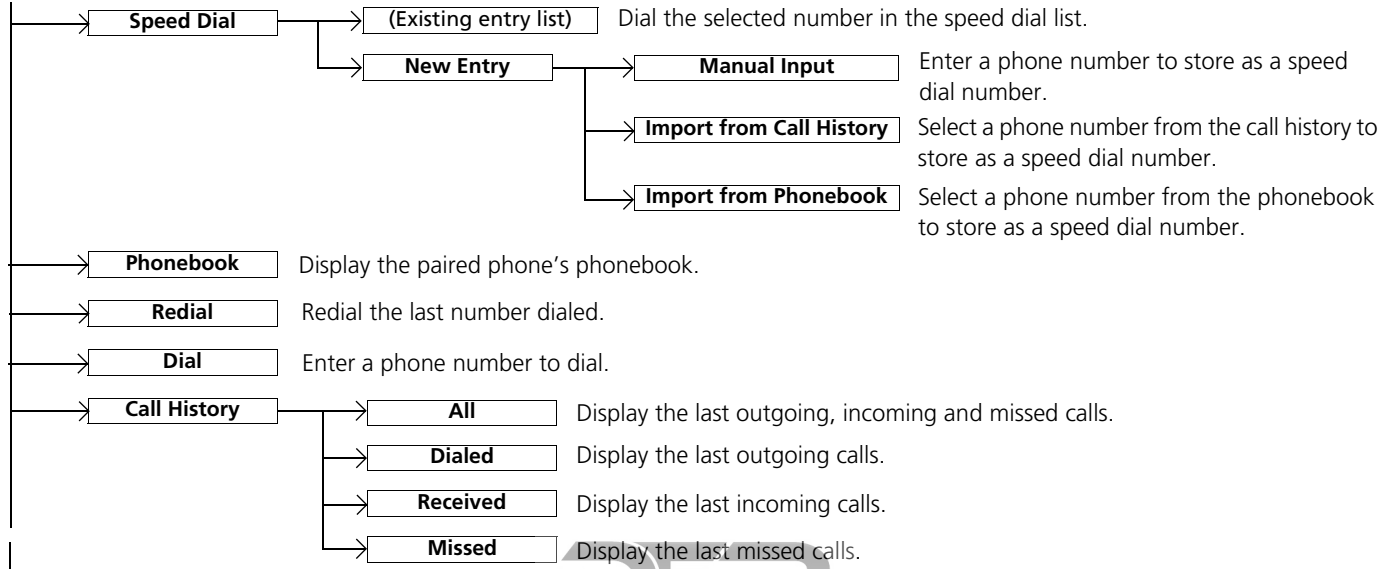 Speed Dial
(Existing entry list)
Dial the selected number in the speed dial list.
New Entry
Manual Input
Enter a phone number to store as a speed
dial number.
Import from Call History
Select a phone number from the call history to
store as a speed dial number.
Import from Phonebook
Select a phone number from the phonebook
to store as a speed dial number.
Phonebook
Display the paired phone’s phonebook.
Redial
Redial the last number dialed.
Dial
Enter a phone number to dial.
Call History
All
Display the last outgoing, incoming and missed calls.
Dialed
Display the last outgoing calls.
Received
Display the last incoming calls.
Missed
Display the last missed calls.